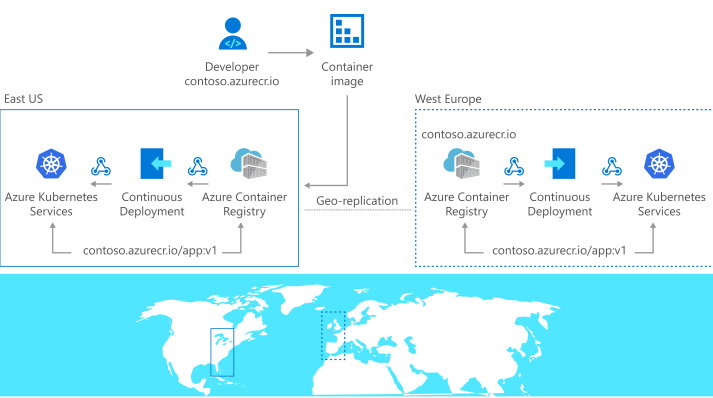 Developer
contoso.azurecr.io
Container
image
East US
West Europe
contoso.azurecr.io
Azure Kubernetes
Services
Continuous
Deployment
Azure Container
Registry
Geo-replication
Azure Container
Registry
Continuous
Deployment
Azure Kubernetes
Services
contoso.azurecr.io/app:v1
contoso.azurecr.io/app:v1